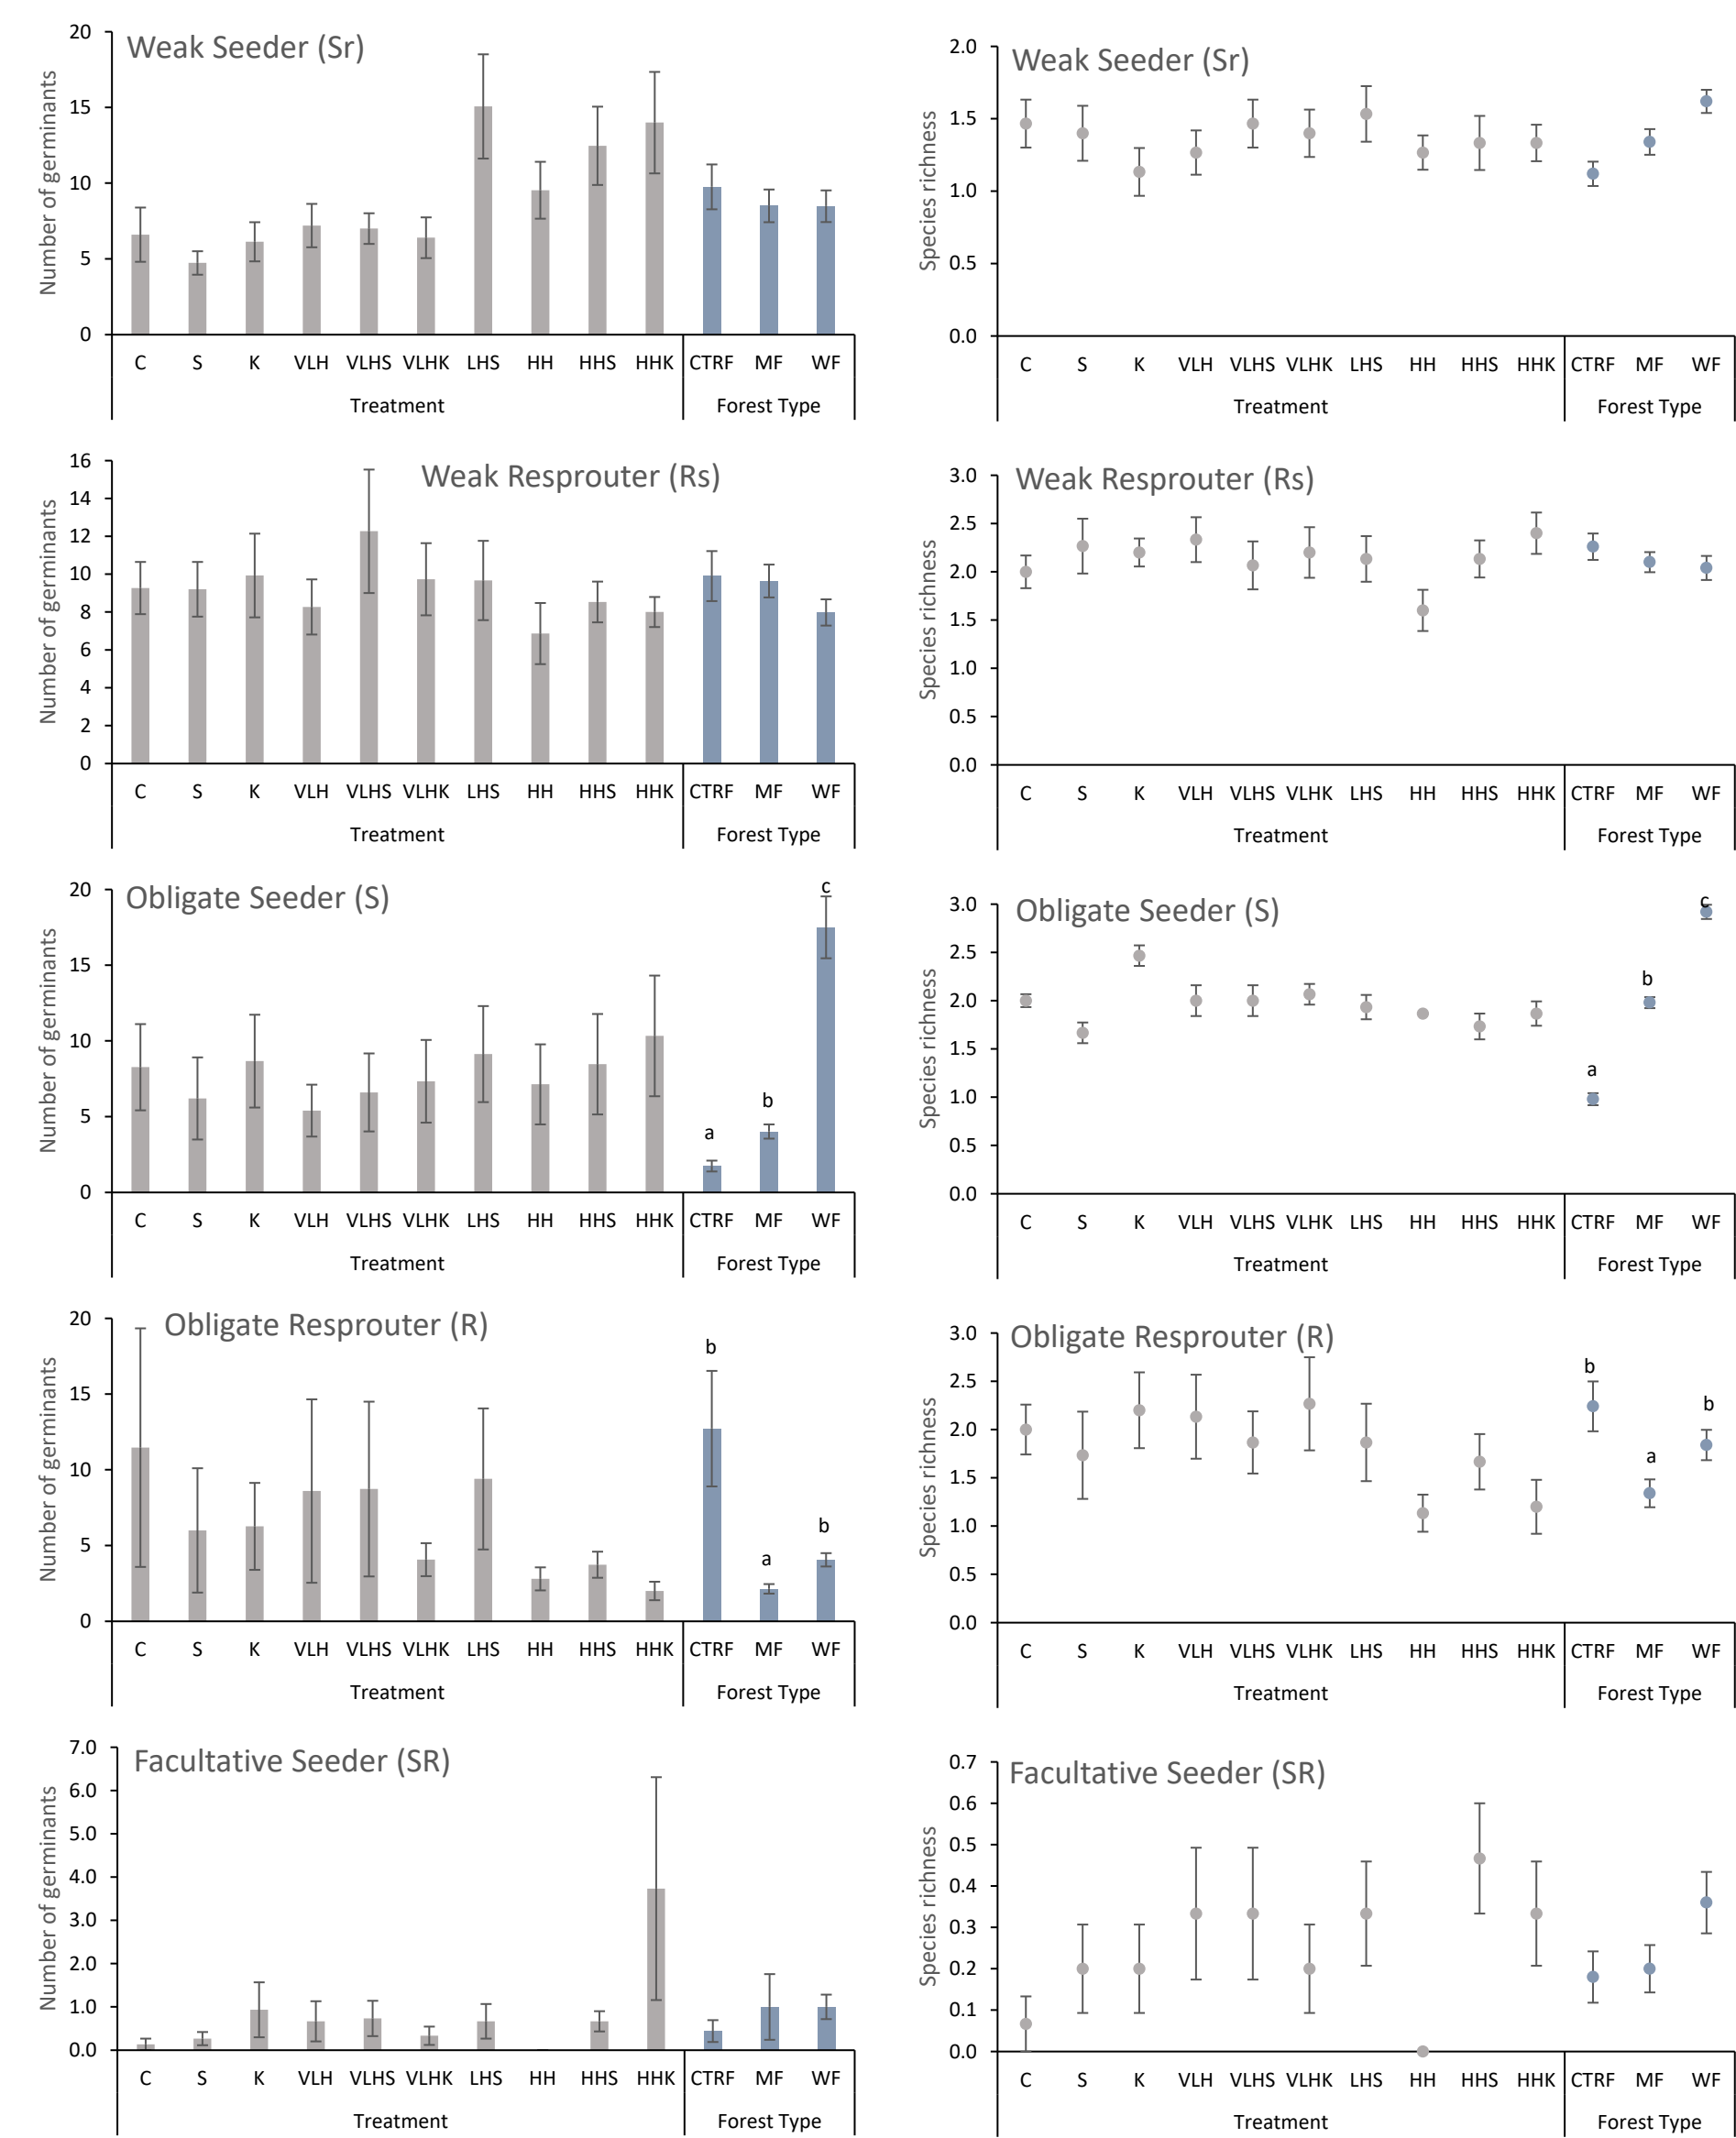 Weak Seeder (Sr)
Number of germinants
20
15
10
5
0
C S K VLH VLHS VLHK LHS HH HHS HHK CTRF MF WF
Treatment Forest Type
Weak Seeder (Sr)
Species richness
2.0
1.5
1.0
0.5
0.0
C S K VLH VLHS VLHK LHS HH HHS HHK CTRF MF WF
Treatment Forest Type
Weak Resprouter (Rs)
Number of germinants
16
14
12
10
8
6
4
2
0
C S K VLH VLHS VLHK LHS HH HHS HHK CTRF MF WF
Treatment Forest Type
Weak Resprouter (Rs)
Species richness
3.0
2.5
2.0
1.5
1.0
0.5
0.0
C S K VLH VLHS VLHK LHS HH HHS HHK CTRF MF WF
Treatment Forest Type
Obligate Seeder (S)
Number of germinants
20
15
10
5
0
a
b
c
C S K VLH VLHS VLHK LHS HH HHS HHK CTRF MF WF
Treatment Forest Type
Obligate Seeder (S)
Species richness
3.0
2.5
2.0
1.5
1.0
0.5
0.0
a
b
c
C S K VLH VLHS VLHK LHS HH HHS HHK CTRF MF WF
Treatment Forest Type
Obligate Resprouter (R)
Number of germinants
20
15
10
5
0
b
a
b
C S K VLH VLHS VLHK LHS HH HHS HHK CTRF MF WF
Treatment Forest Type
Obligate Resprouter (R)
Species richness
3.0
2.5
2.0
1.5
1.0
0.5
0.0
b
a
b
C S K VLH VLHS VLHK LHS HH HHS HHK CTRF MF WF
Treatment Forest Type
Facultative Seeder (SR)
Number of germinants
7.0
6.0
5.0
4.0
3.0
2.0
1.0
0.0
C S K VLH VLHS VLHK LHS HH HHS HHK CTRF MF WF
Treatment Forest Type
Facultative Seeder (SR)
Species richness
0.7
0.6
0.5
0.4
0.3
0.2
0.1
0.0
C S K VLH VLHS VLHK LHS HH HHS HHK CTRF MF WF
Treatment Forest Type